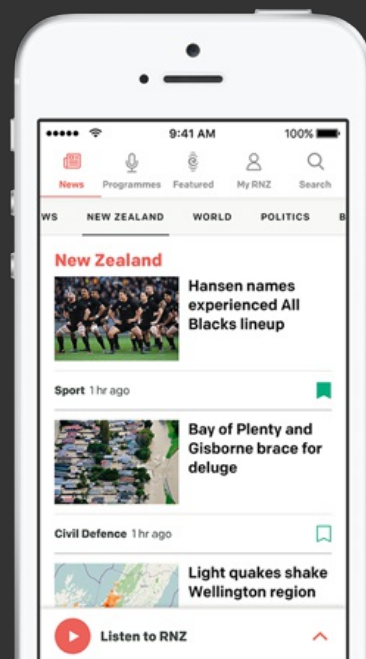 9:41 AM 100%
News Programmes Featured My RNZ Search
WS NEW ZEALAND WORLD POLITICS B
New Zealand
Hansen names
experienced All
Blacks lineup
Sport 1 hr ago
Bay of Plenty and
Gisborne brace for
deluge
Civil Defence 1 hr ago
Light quakes shake
Wellington region
Listen to RNZ